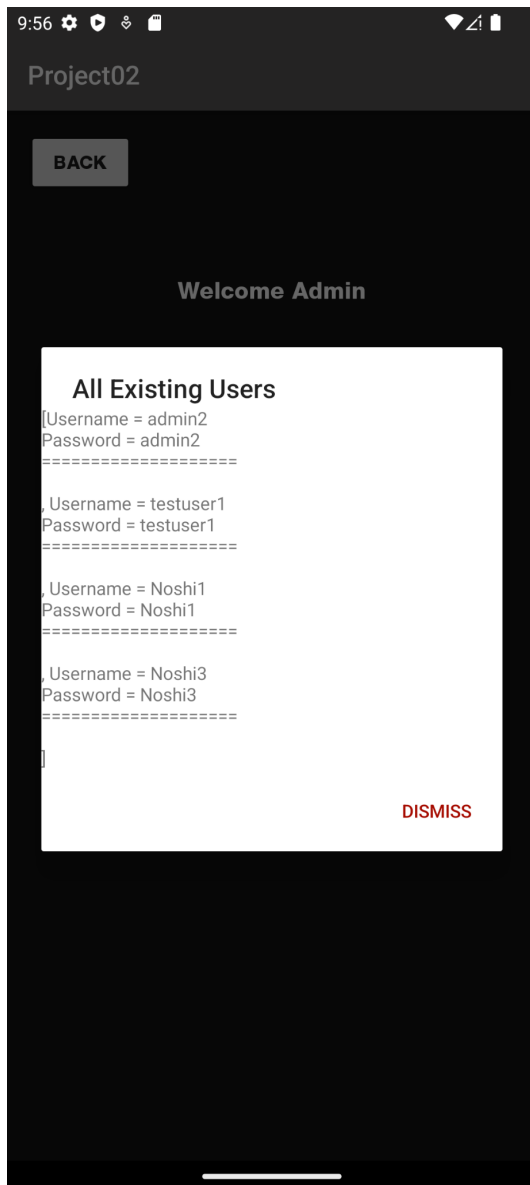 9:56
Project02
BACK
Welcome Admin
All Existing Users
[Username = admin2
Password = admin2
====================
, Username = testuser1
Password = testuser1
====================
, Username = Noshi1
Password = Noshi1
====================
, Username = Noshi3
Password = Noshi3
====================
]
DISMISS